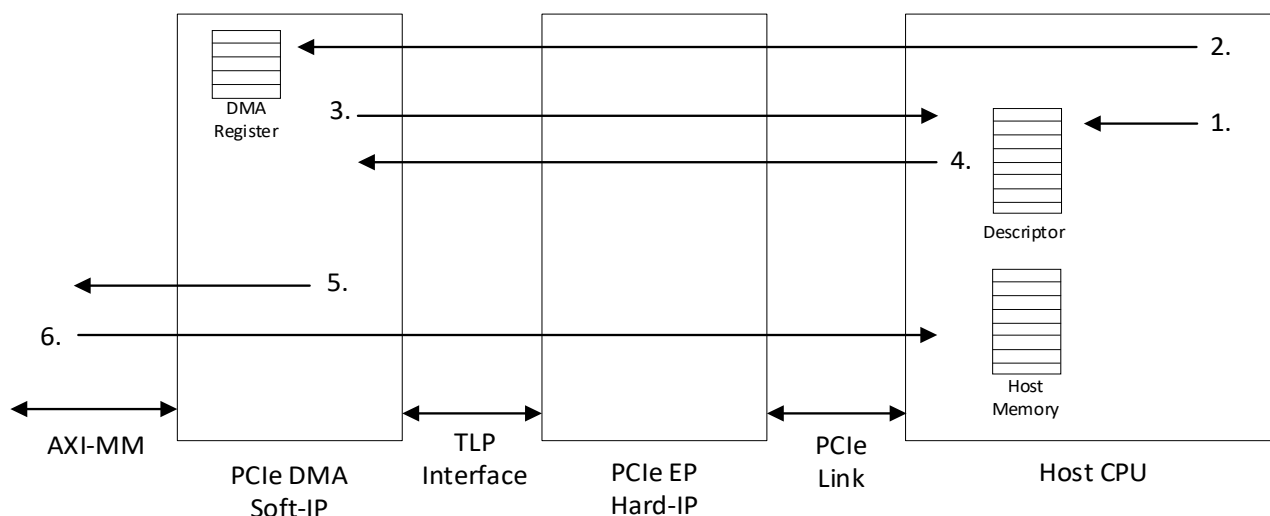 2.
DMA
Register
3.
1.
4.
Descriptor
5.
6.
Host
Memory
AXI-MM
TLP
Interface
PCIe
Link
PCIe DMA
Soft-IP
PCIe EP
Hard-IP
Host CPU